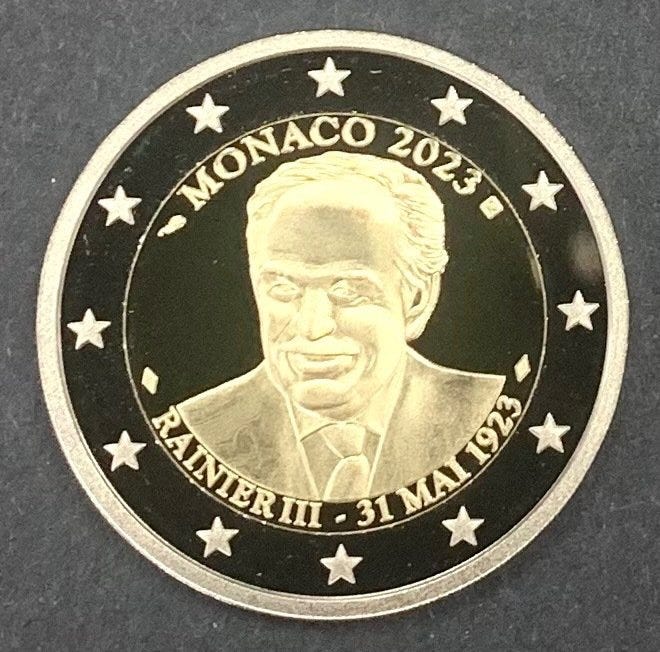 MONACO 2023
RAINIER III - 31 MAI 1923